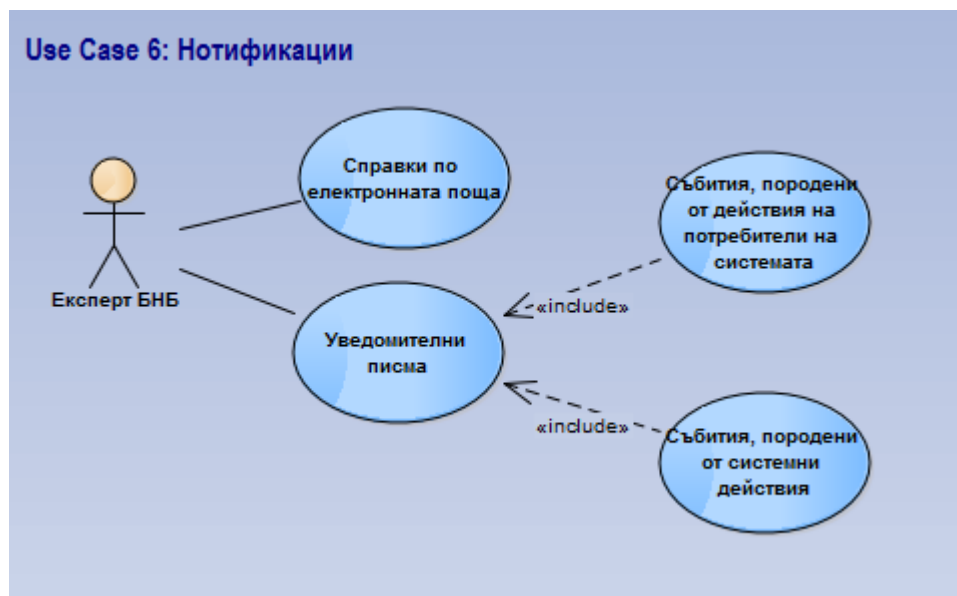 Use Case 6: Нотификации
Справки по
електронната поща
Събития, породени
от действия на
потребители на
системата
Експерт БНБ
«include»
Уведомителни
писма
«include»
Събития, породени
от системни
действия